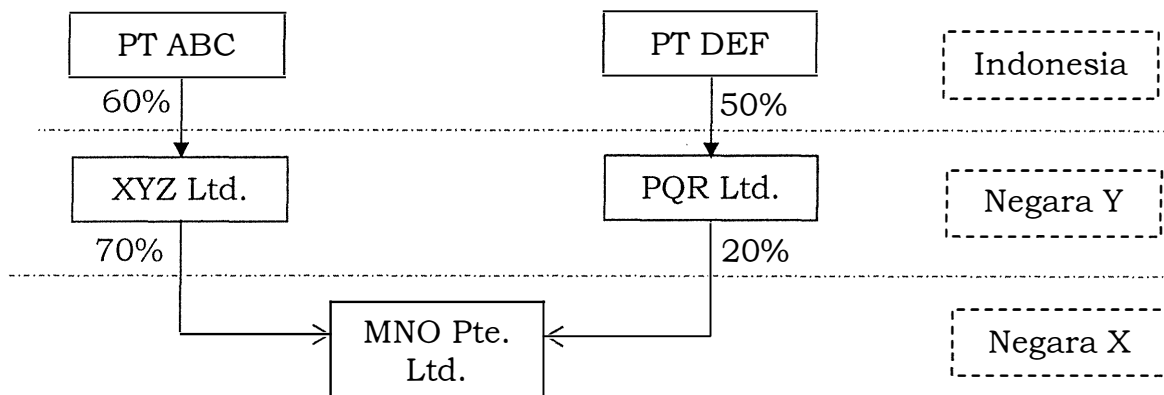 PT ABC
PT DEF
Indonesia
60%
50%
XYZ Ltd.
PQR Ltd.
Negara Y
70%
20%
MNO Pte.
Ltd.
Negara X